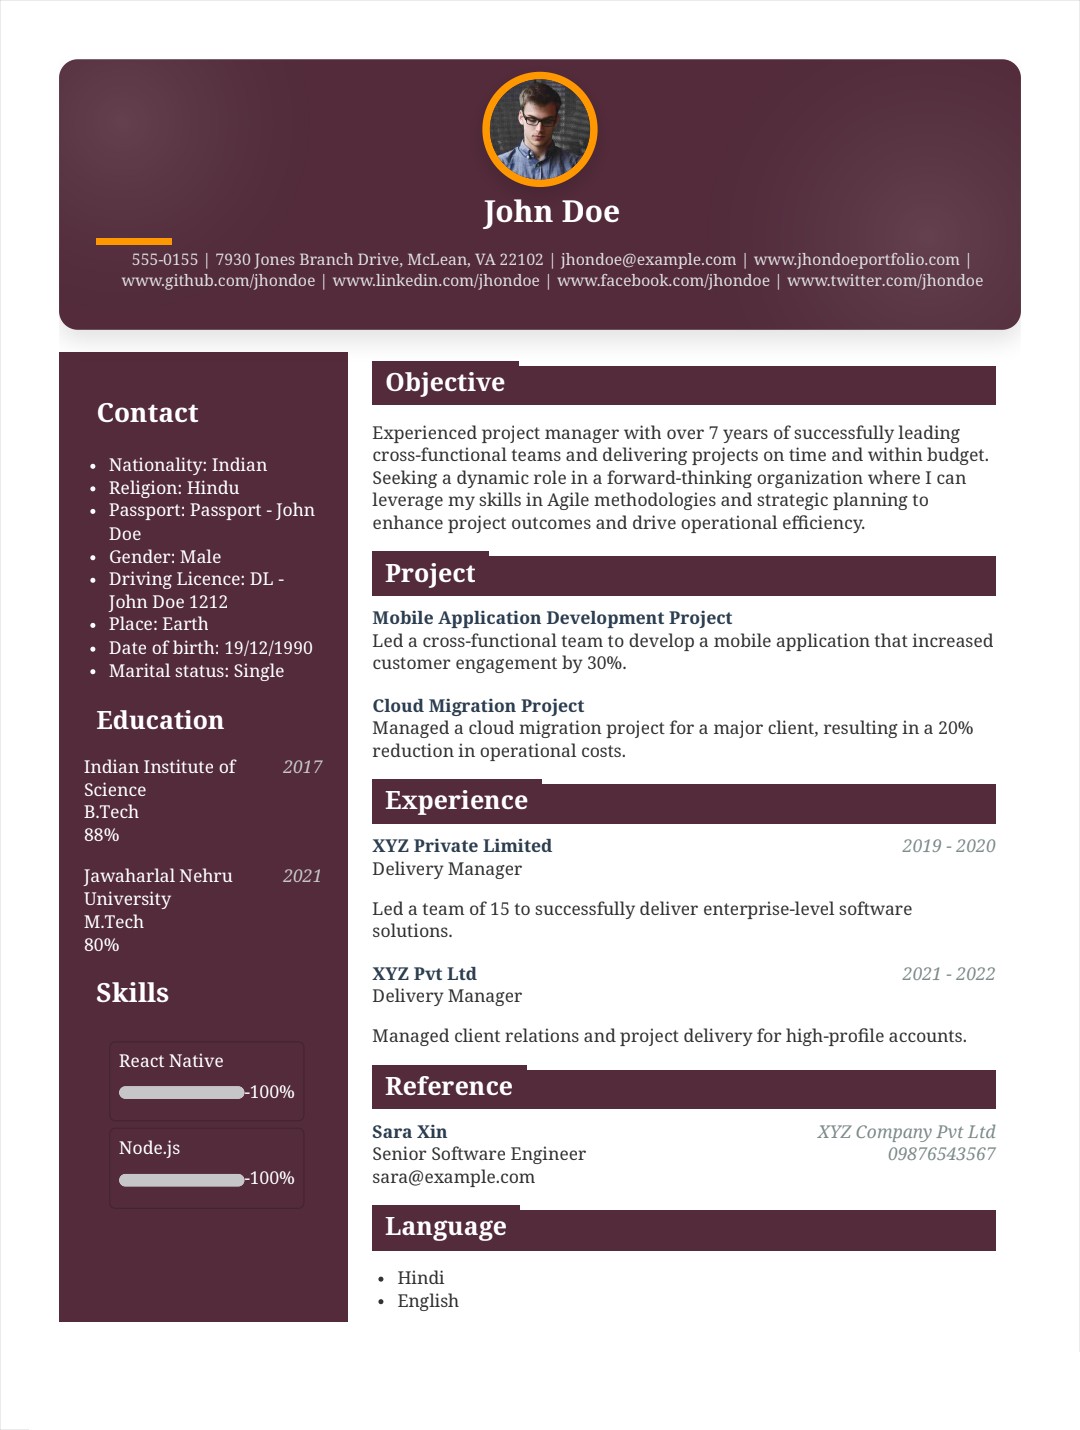 John Doe
555-0155 | 7930 Jones Branch Drive, McLean, VA 22102 | jhondoe@example.com | www.jhondoeportfolio.com |
www.github.com/jhondoe | www.linkedin.com/jhondoe | www.facebook.com/jhondoe | www.twitter.com/jhondoe
Contact
• Nationality: Indian
• Religion: Hindu
• Passport: Passport - John
Doe
• Gender: Male
• Driving Licence: DL -
John Doe 1212
• Place: Earth
• Date of birth: 19/12/1990
• Marital status: Single
Education
Indian Institute of 2017
Science
B.Tech
88%
Jawaharlal Nehru 2021
University
M.Tech
80%
Skills
React Native
-100%
Node.js
-100%
Objective
Experienced project manager with over 7 years of successfully leading
cross-functional teams and delivering projects on time and within budget.
Seeking a dynamic role in a forward-thinking organization where I can
leverage my skills in Agile methodologies and strategic planning to
enhance project outcomes and drive operational efficiency.
Project
Mobile Application Development Project
Led a cross-functional team to develop a mobile application that increased
customer engagement by 30%.
Cloud Migration Project
Managed a cloud migration project for a major client, resulting in a 20%
reduction in operational costs.
Experience
XYZ Private Limited 2019 - 2020
Delivery Manager
Led a team of 15 to successfully deliver enterprise-level software
solutions.
XYZ Pvt Ltd 2021 - 2022
Delivery Manager
Managed client relations and project delivery for high-profile accounts.
Reference
Sara Xin XYZ Company Pvt Ltd
Senior Software Engineer 09876543567
sara@example.com
Language
• Hindi
• English